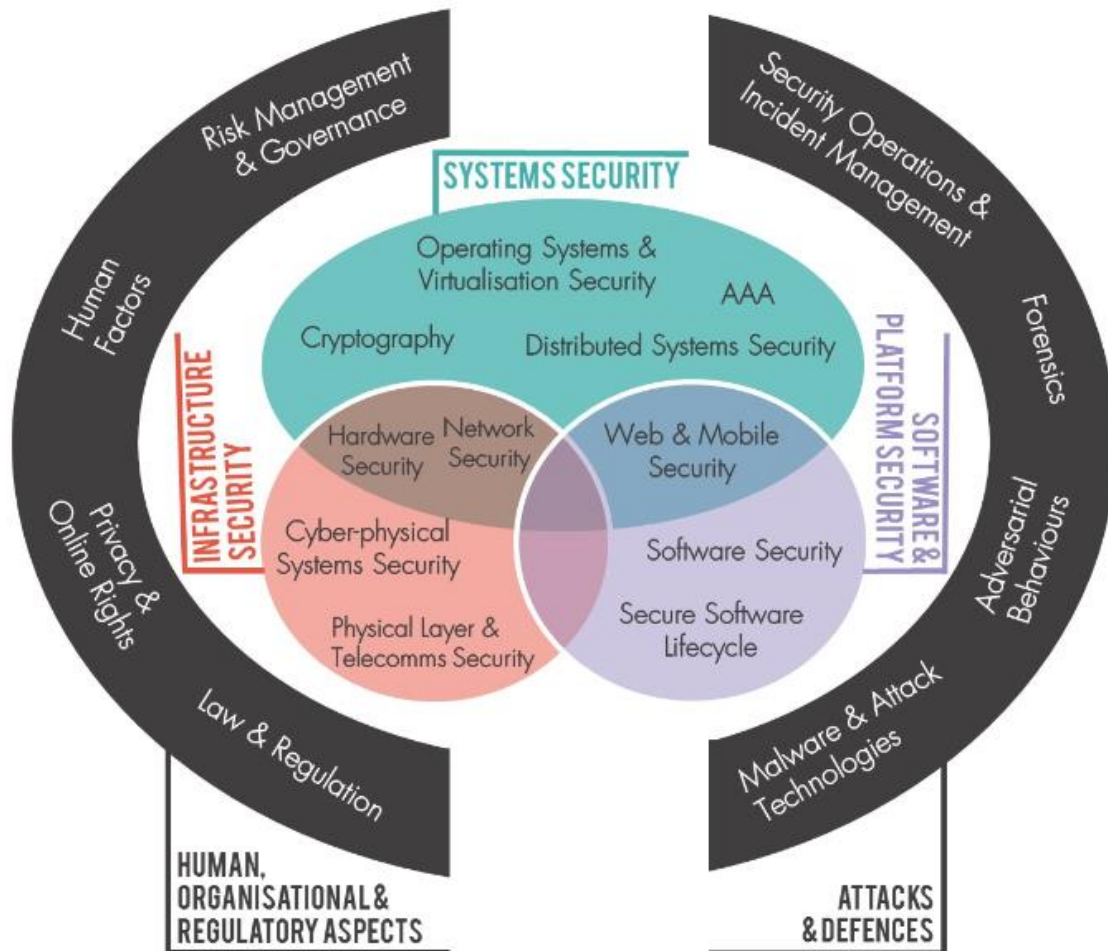 Risk Management
& Governance
Human
Factors
Privacy &
Online Rights
Law & Regulation
HUMAN,
ORGANISATIONAL &
REGULATORY ASPECTS
INFRASTRUCTURE
SECURITY
SYSTEMS SECURITY
Operating Systems &
Virtualisation Security
AAA
Cryptography
Distributed Systems Security
Hardware
Security
Network
Security
Web & Mobile
Security
Cyber-physical
Systems Security
Physical Layer &
Telecomms Security
Software Security
Secure Software
Lifecycle
SOFTWARE &
PLATFORM SECURITY
Security Operations &
Incident Management
Forensics
Adversarial
Behaviours
Malware & Attack
Technologies
ATTACKS
& DEFENCES